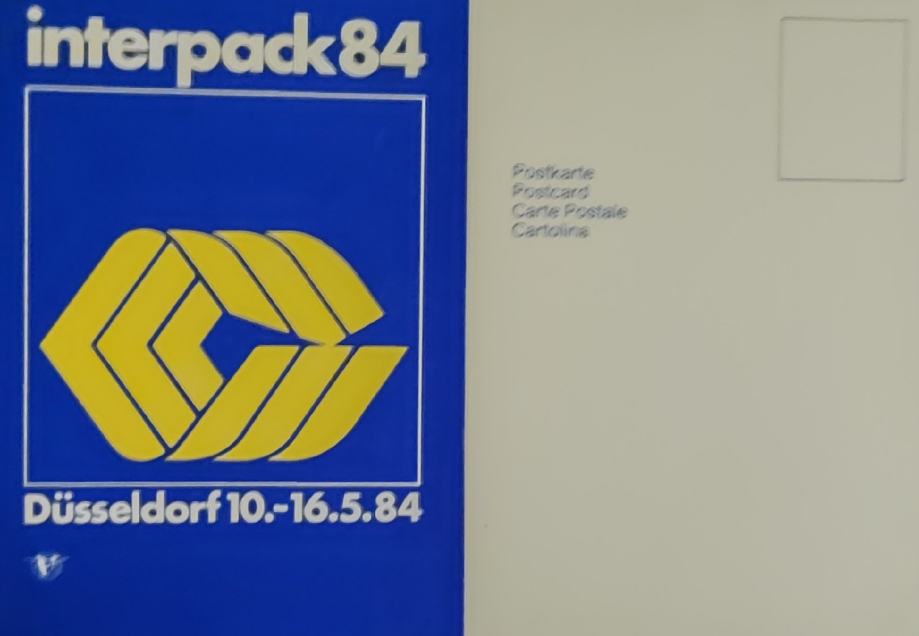 interpack84
Düsseldorf 10.-16.5.84
Postkarte
Postcard
Carte Postale
Cartolina